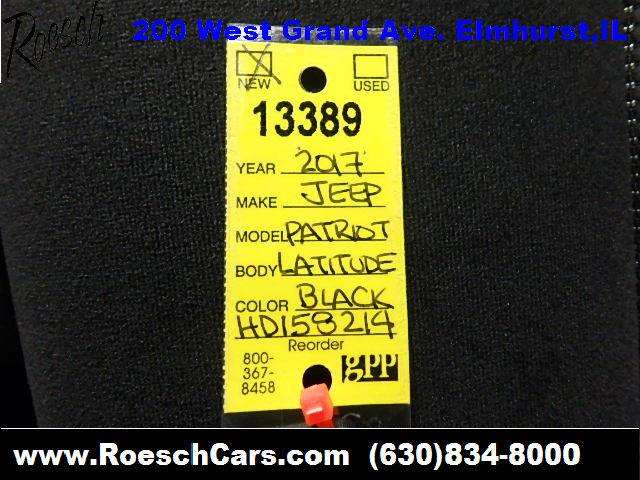 Roesch 200 West Grand Ave. Elmhurst,IL
NEW USED
13389
YEAR 2017
MAKE JEEP
MODEL PATRIOT
BODY LATITUDE
COLOR BLACK
HD158214
Reorder
800-
367-
8458
gpp
www.RoeschCars.com (630)834-8000